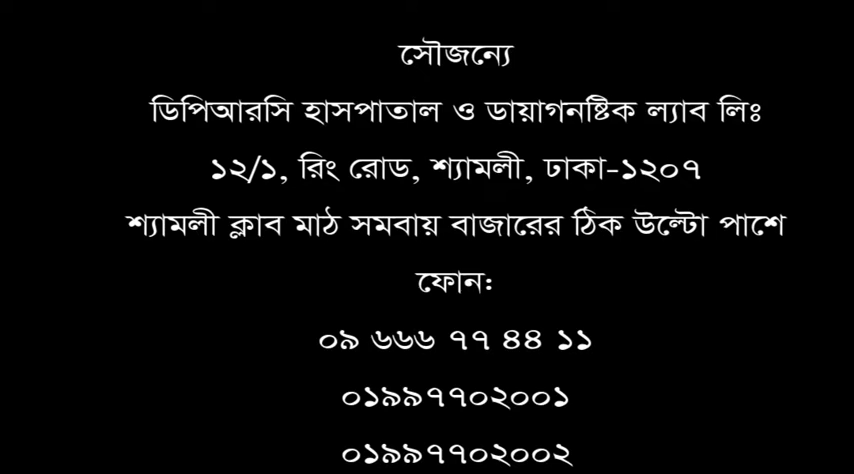 সৌজন্যে
ডিপিআরসি হাসপাতাল ও ডায়াগনষ্টিক ল্যাব লিঃ
১২/১, রিং রোড, শ্যামলী, ঢাকা-১২০৭
শ্যামলী ক্লাব মাঠ সমবায় বাজারের ঠিক উল্টো পাশে
ফোন:
০৯ ৬৬৬ ৭৭ ৪৪ ১১
০১৯৯৭৭০২০০১
০১৯৯৭৭০২০০২